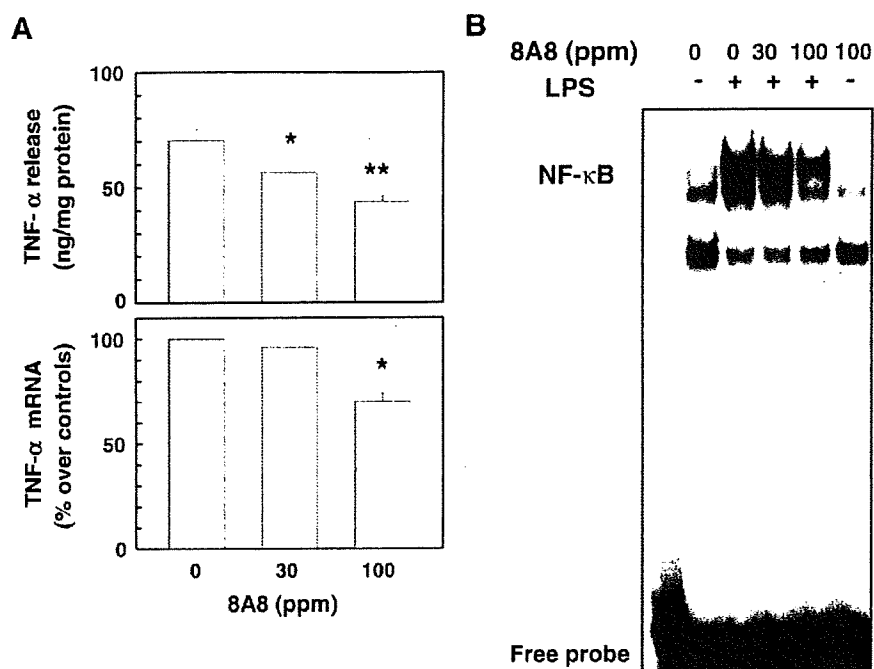 A
100
50
0
TNF-α release
(ng/mg protein)
*
**
100
50
0
TNF-α mRNA
(% over controls)
*
0 30 100
8A8 (ppm)
B
8A8 (ppm) 0 0 30 100 100
LPS - + + + -
NF-κB
Free probe